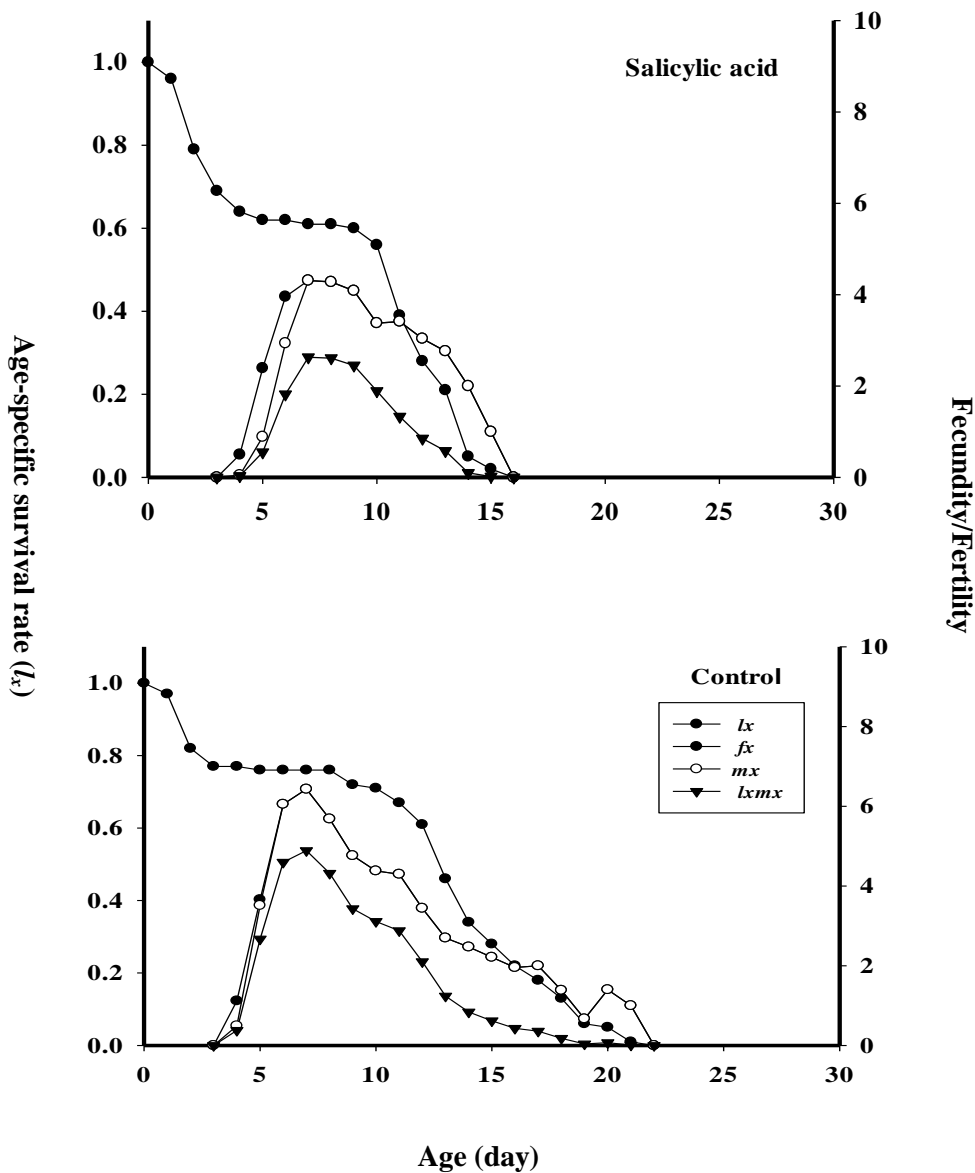 Salicylic acid
10
8
6
4
2
0
1.0
0.8
0.6
0.4
0.2
0.0
0 5 10 15 20 25 30
Age-specific survival rate (lx)
Fecundity/Fertility
Control
lx
fx
mx
lxmx
10
8
6
4
2
0
1.0
0.8
0.6
0.4
0.2
0.0
0 5 10 15 20 25 30
Age (day)